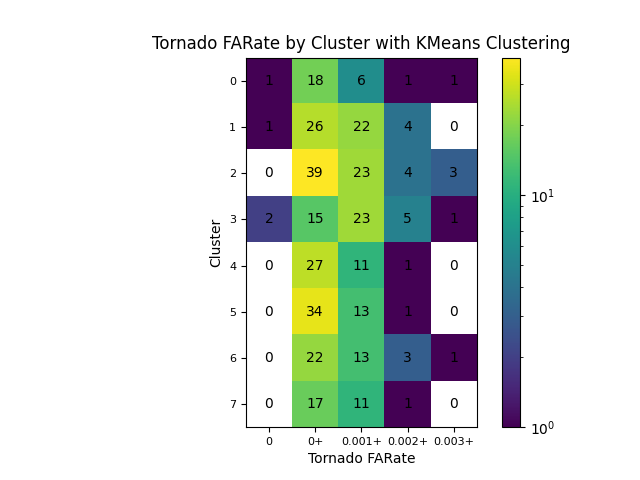 Tornado FARate by Cluster with KMeans Clustering
0 1 18 6 1 1
1 1 26 22 4 0
2 0 39 23 4 3
3 2 15 23 5 1
4 0 27 11 1 0
5 0 34 13 1 0
6 0 22 13 3 1
7 0 17 11 1 0
0 0+ 0.001+ 0.002+ 0.003+
Tornado FARate
Cluster
10¹
10⁰